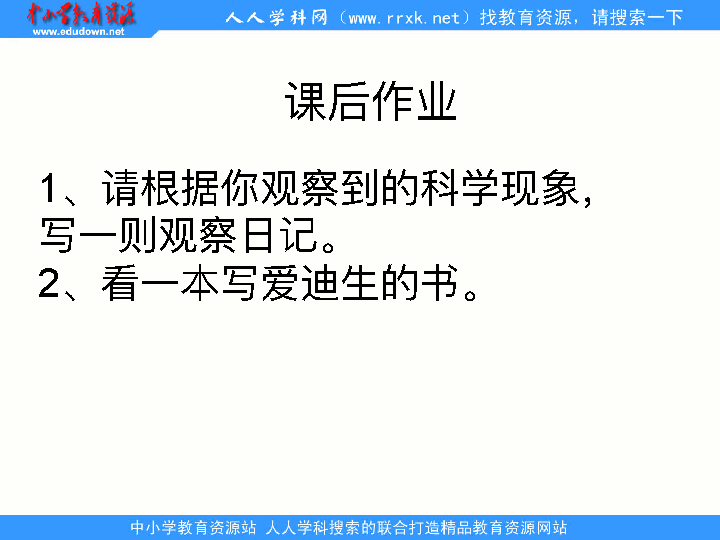 中小学教育资源
www.edudown.net
人人学科网（www.rrxk.net）找教育资源，请搜索一下
课后作业
1、请根据你观察到的科学现象，
写一则观察日记。
2、看一本写爱迪生的书。
中小学教育资源站 人人学科搜索的联合打造精品教育资源网站